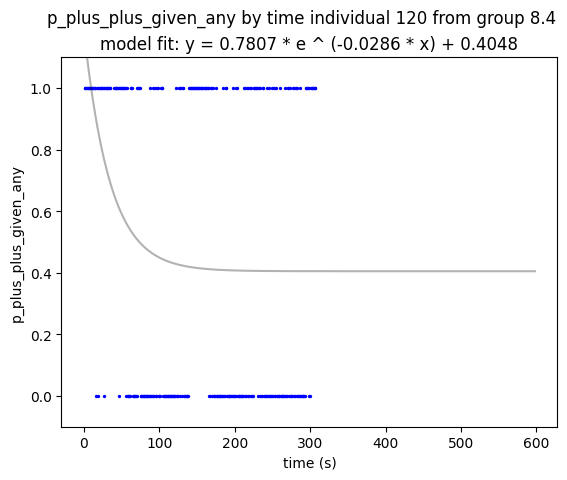 p_plus_plus_given_any by time individual 120 from group 8.4
model fit: y = 0.7807 * e ^ (-0.0286 * x) + 0.4048
1.0
0.8
0.6
0.4
0.2
0.0
p_plus_plus_given_any
0 100 200 300 400 500 600
time (s)